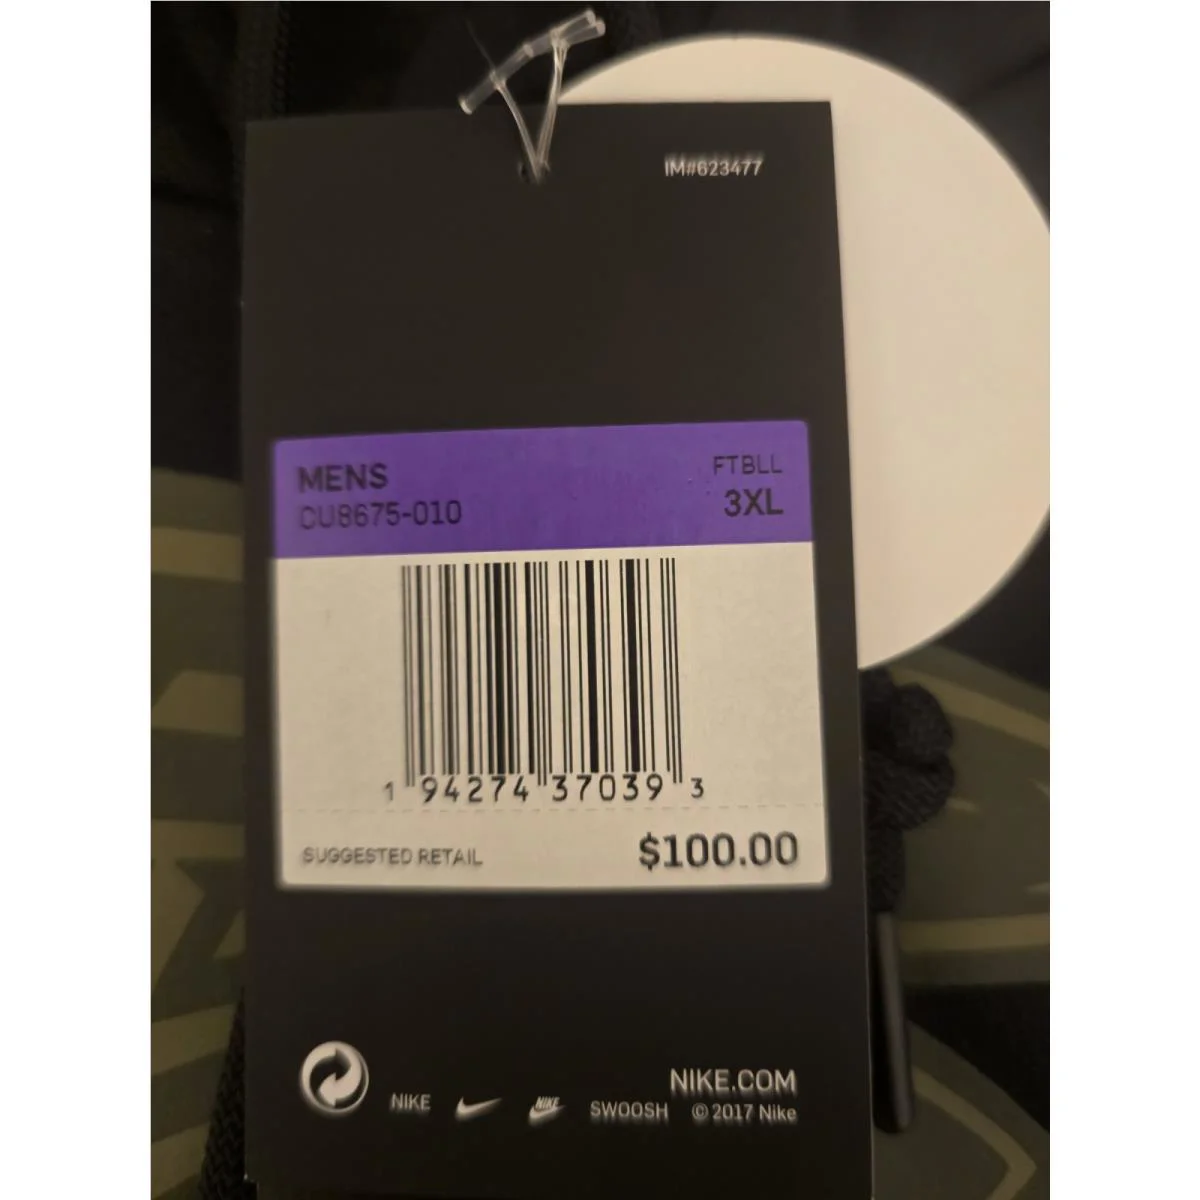 IM#623477
MENS
FTBLL
CU8675-010
3XL
1 94274 37039 3
SUGGESTED RETAIL
$100.00
NIKE.COM
NIKE NIKE SWOOSH © 2017 Nike